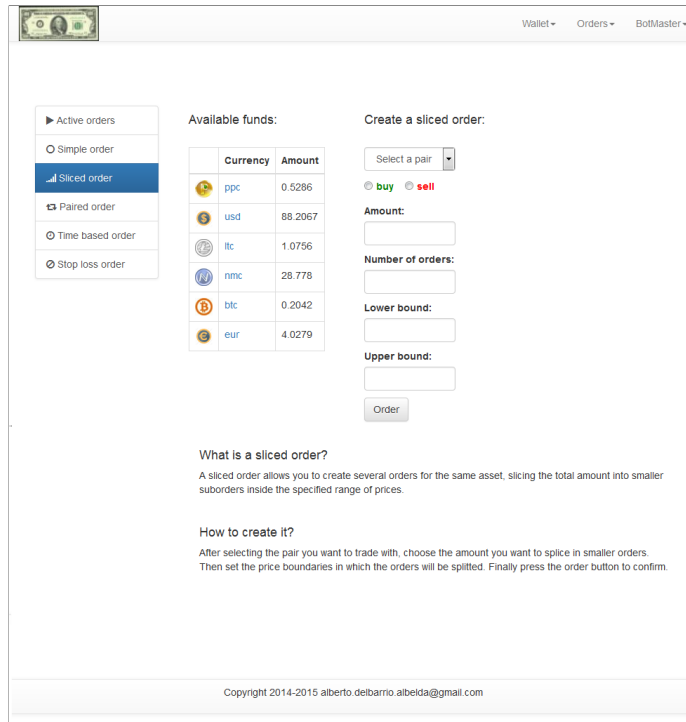 Wallet Orders BotMaster
Active orders
Simple order
Sliced order
Paired order
Time based order
Stop loss order
Available funds:
Currency Amount
ppc 0.5286
usd 88.2067
ltc 1.0756
nmc 28.778
btc 0.2042
eur 4.0279
Create a sliced order:
Select a pair
buy sell
Amount:
Number of orders:
Lower bound:
Upper bound:
Order
What is a sliced order?
A sliced order allows you to create several orders for the same asset, slicing the total amount into smaller
suborders inside the specified range of prices.
How to create it?
After selecting the pair you want to trade with, choose the amount you want to splice in smaller orders.
Then set the price boundaries in which the orders will be splitted. Finally press the order button to confirm.
Copyright 2014-2015 alberto.delbarrio.albelda@gmail.com